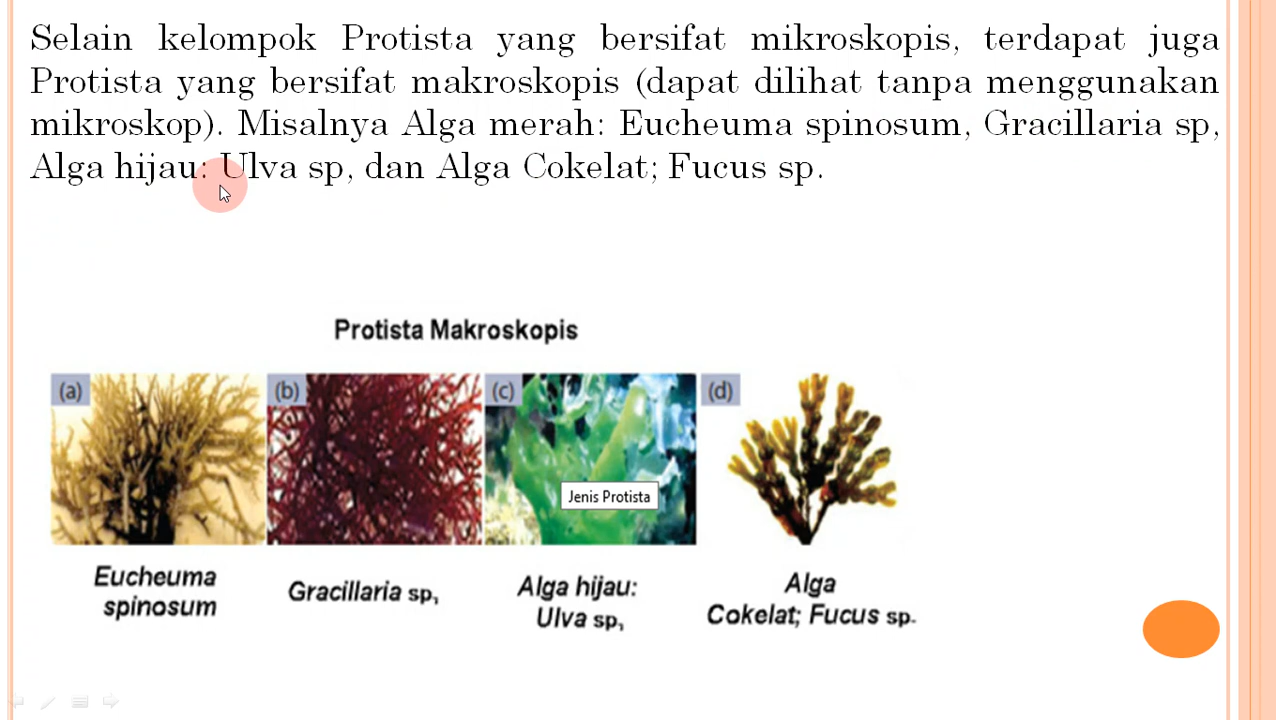 Selain kelompok Protista yang bersifat mikroskopis, terdapat juga
Protista yang bersifat makroskopis (dapat dilihat tanpa menggunakan
mikroskop). Misalnya Alga merah: Eucheuma spinosum, Gracillaria sp,
Alga hijau: Ulva sp, dan Alga Cokelat; Fucus sp.
Protista Makroskopis
(a)
(b)
(c)
(d)
Jenis Protista
Eucheuma
spinosum
Gracillaria sp,
Alga hijau:
Ulva sp,
Alga
Cokelat; Fucus sp.